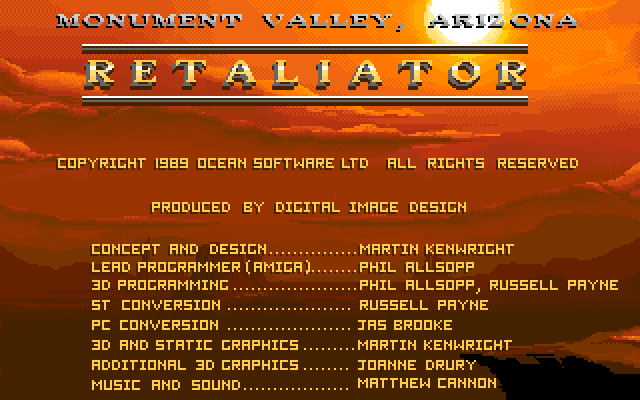 MONUMENT VALLEY, ARIZONA
RETALIATOR
COPYRIGHT 1989 OCEAN SOFTWARE LTD ALL RIGHTS RESERVED
PRODUCED BY DIGITAL IMAGE DESIGN
CONCEPT AND DESIGN..............MARTIN KENWRIGHT
LEAD PROGRAMMER(AMIGA).......PHIL ALLSOPP
3D PROGRAMMING....................PHIL ALLSOPP, RUSSELL PAYNE
ST CONVERSION .................... RUSSELL PAYNE
PC CONVERSION .................... JAS BROOKE
3D AND STATIC GRAPHICS ........MARTIN KENWRIGHT
ADDITIONAL 3D GRAPHICS........ JOANNE DRURY
MUSIC AND SOUND................. MATTHEW CANNON